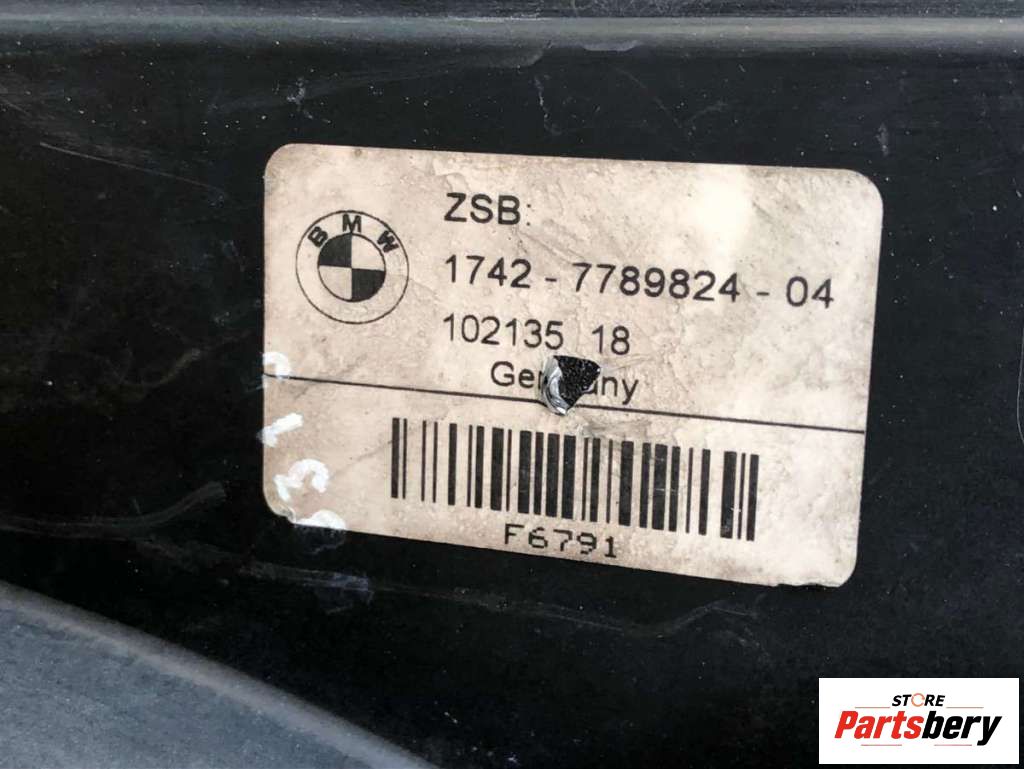 BMW
ZSB:
1742 - 7789824 - 04
102135 18
F6791
STORE
Partsbery